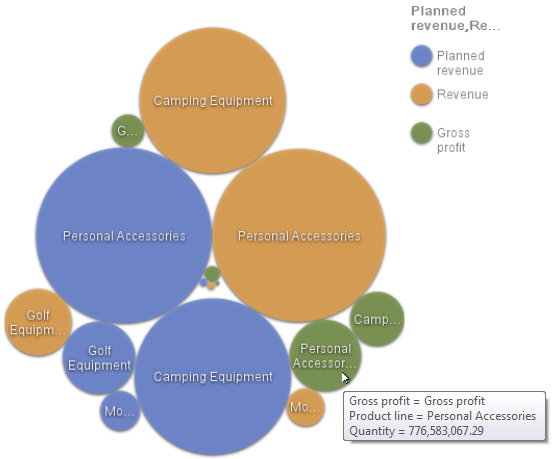 Planned
revenue,Re...
Planned
revenue
Revenue
Gross
profit
Camping Equipment
G...
Personal Accessories
Personal Accessories
Golf
Equipm...
Golf
Equipment
Camping Equipment
Camp...
Personal
Accessor...
Mo...
Mo...
Gross profit = Gross profit
Product line = Personal Accessories
Quantity = 776,583,067.29